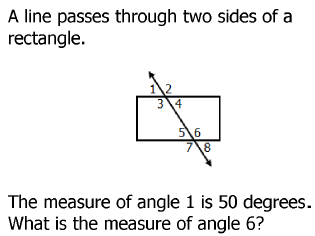 A line passes through two sides of a
rectangle.
1 2
3 4
5 6
7 8
The measure of angle 1 is 50 degrees.
What is the measure of angle 6?